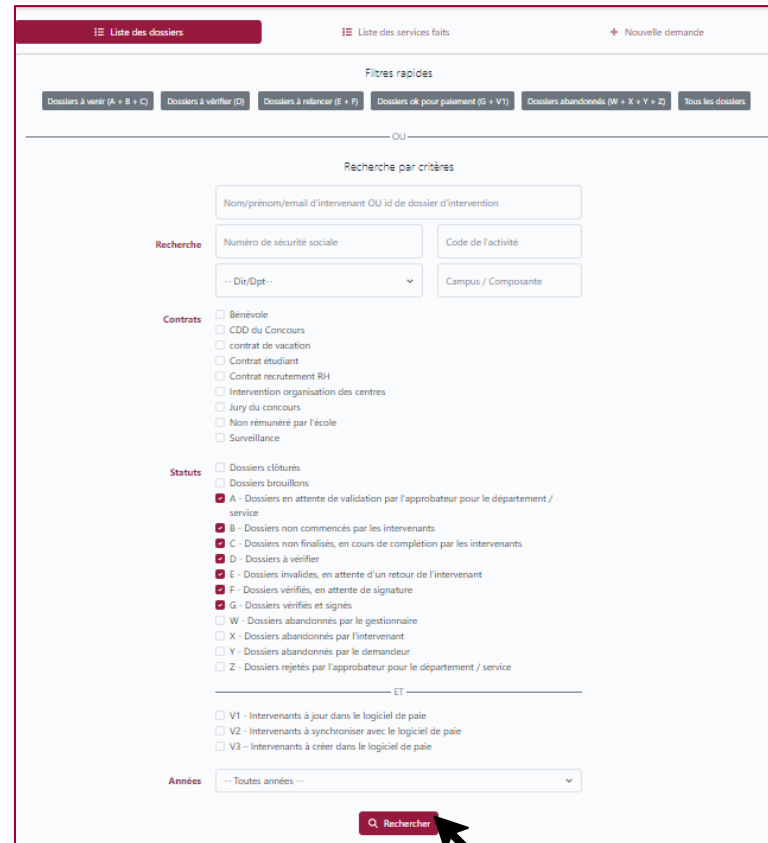 Liste des dossiers
Liste des services faits
Nouvelle demande
Filtres rapides
Dossiers à venir (A + B + C)
Dossiers à vérifier (D)
Dossiers à relancer (E + F)
Dossiers ok pour paiement (G + V1)
Dossiers abandonnés (W + X + Y + Z)
Tous les dossiers
OU
Recherche par critères
Nom/prénom/email d'intervenant OU id de dossier d'intervention
Recherche
Numéro de sécurité sociale
Code de l'activité
-- Dir/Dpt--
Campus / Composante
Contrats
Bénévole
CDD du Concours
contrat de vacation
Contrat étudiant
Contrat recrutement RH
Intervention organisation des centres
Jury du concours
Non rémunéré par l'école
Surveillance
Statuts
Dossiers clôturés
Dossiers brouillons
A - Dossiers en attente de validation par l'approbateur pour le département /
service
B - Dossiers non commencés par les intervenants
C - Dossiers non finalisés, en cours de complétion par les intervenants
D - Dossiers à vérifier
E - Dossiers invalides, en attente d'un retour de l'intervenant
F - Dossiers vérifiés, en attente de signature
G - Dossiers vérifiés et signés
W - Dossiers abandonnés par le gestionnaire
X - Dossiers abandonnés par l'intervenant
Y - Dossiers abandonnés par le demandeur
Z - Dossiers rejetés par l'approbateur pour le département / service
ET
V1 - Intervenants à jour dans le logiciel de paie
V2 - Intervenants à synchroniser avec le logiciel de paie
V3 – Intervenants à créer dans le logiciel de paie
Années
-- Toutes années --
Rechercher